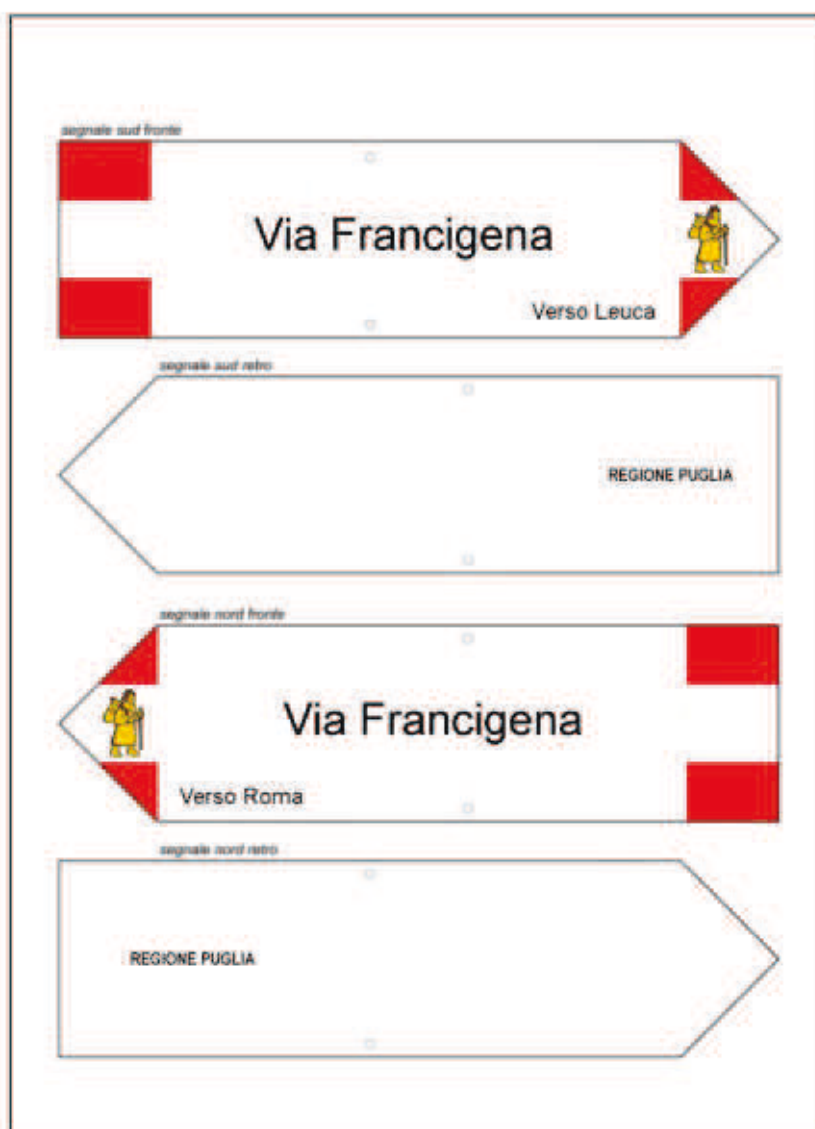 segnale sud fronte
Via Francigena
Verso Leuca
segnale sud retro
REGIONE PUGLIA
segnale nord fronte
Via Francigena
Verso Roma
segnale nord retro
REGIONE PUGLIA